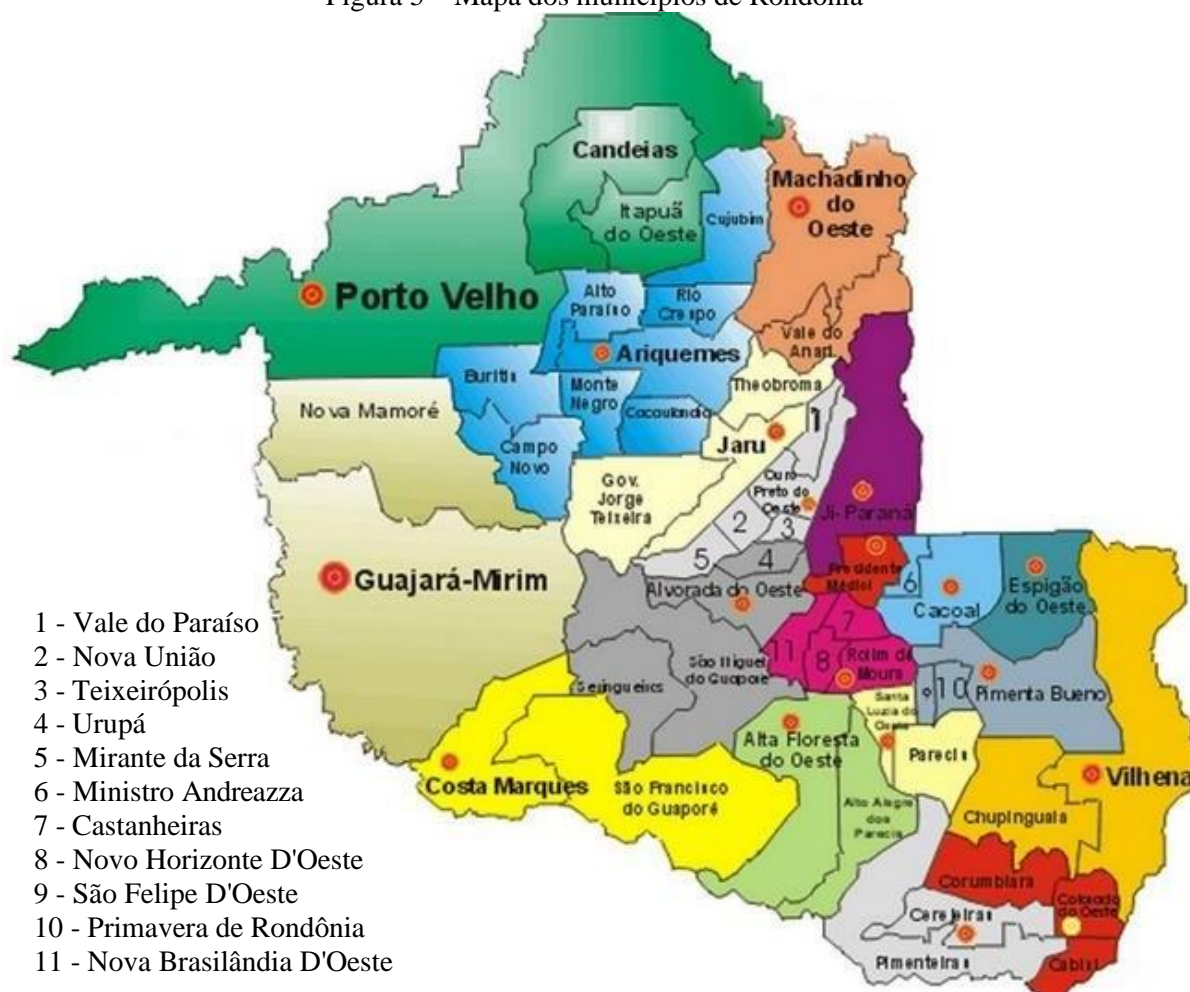 Figura 3 – Mapa dos municípios de Rondônia
Candeias
Itapuã
do Oeste
Cujubim
Machadinho
do
Oeste
Porto Velho
Alto
Paraíso
Rio
Crespo
Vale do
Anari.
Ariquemes
Buritis
Monte
Negro
Theobroma
Nova Mamoré
Cacaulandia
1
Campo
Novo
Jaru
Ouro
Preto do
Oeste
Gov.
Jorge
Teixeira
2
3
Ji-Paraná
5
4
Guajará-Mirim
Alvorada do Oeste
Presidente
Médici
6
Cacoal
Espigão
do Oeste
7
11
8
Rolim de
Moura
São Miguel
do Guaporé
Seringueiras
Santa
Luzia do
Oeste
9
10
Pimenta Bueno
Alta Floresta
do Oeste
Parecis
Costa Marques
São Francisco
do Guaporé
Vilhena
Alto Alegre
dos
Parecis
Chupinguaia
Corumbiara
Colorado
do Oeste
Cerejeiras
Pimenteiras
Cabixi
1 - Vale do Paraíso
2 - Nova União
3 - Teixeirópolis
4 - Urupá
5 - Mirante da Serra
6 - Ministro Andreazza
7 - Castanheiras
8 - Novo Horizonte D'Oeste
9 - São Felipe D'Oeste
10 - Primavera de Rondônia
11 - Nova Brasilândia D'Oeste